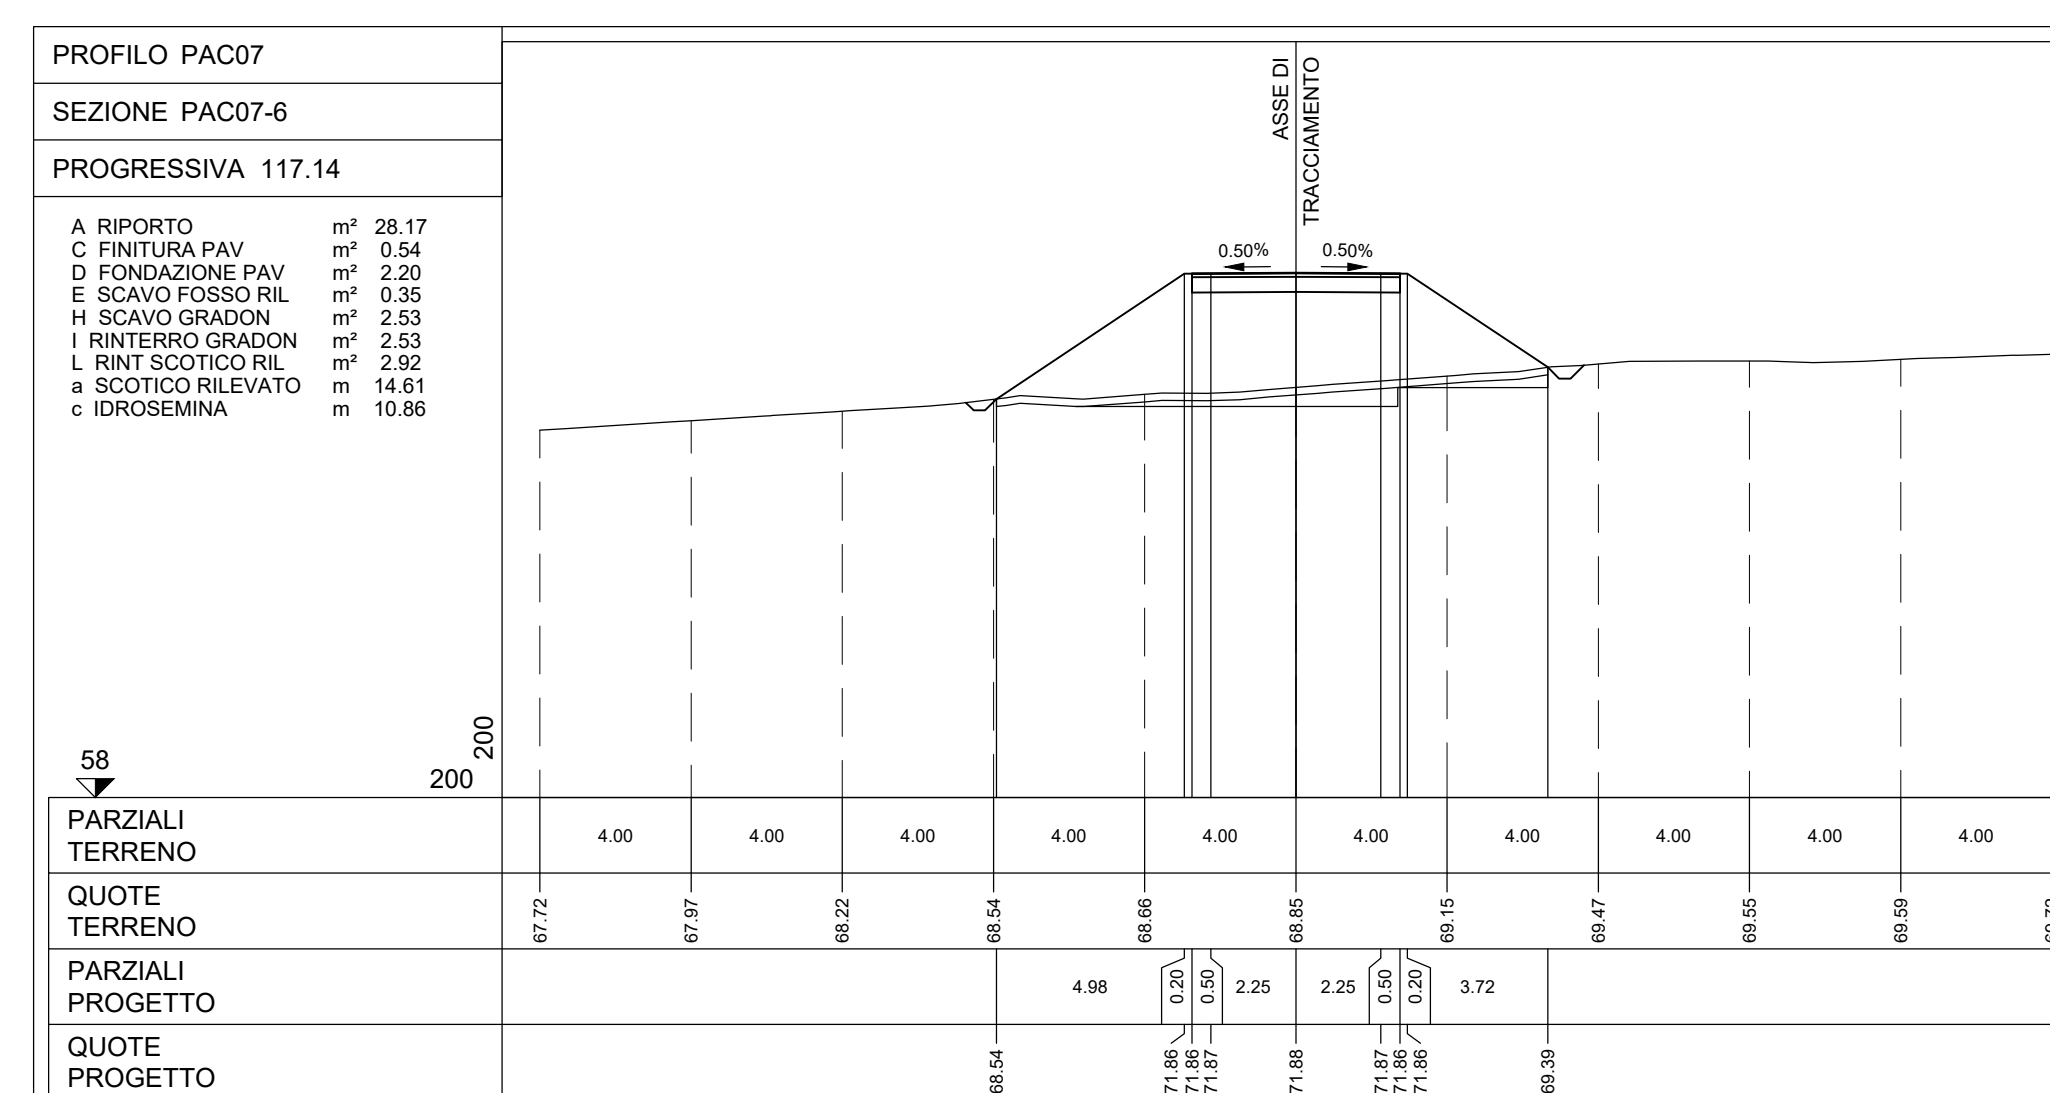 PROFILO PAC07
SEZIONE PAC07-6
PROGRESSIVA 117.14
A RIPORTO m² 28.17
C FINITURA PAV m² 0.54
D FONDAZIONE PAV m² 2.20
E SCAVO FOSSO RIL m² 0.35
H SCAVO GRADON m² 2.53
I RINTERRO GRADON m² 2.53
L RINT SCOTICO RIL m² 2.92
a SCOTICO RILEVATO m 14.61
c IDROSEMINA m 10.86
ASSE DI
TRACCIAMENTO
0.50% 0.50%
58
200
200
PARZIALI
TERRENO
4.00 4.00 4.00 4.00 4.00 4.00 4.00 4.00 4.00 4.00
QUOTE
TERRENO
67.72 67.97 68.22 68.54 68.66 68.85 69.15 69.47 69.55 69.59
PARZIALI
PROGETTO
4.98 0.20 0.50 2.25 2.25 0.50 0.20 3.72
QUOTE
PROGETTO
68.54 71.86 71.86 71.87 71.88 71.87 71.86 71.86 69.39